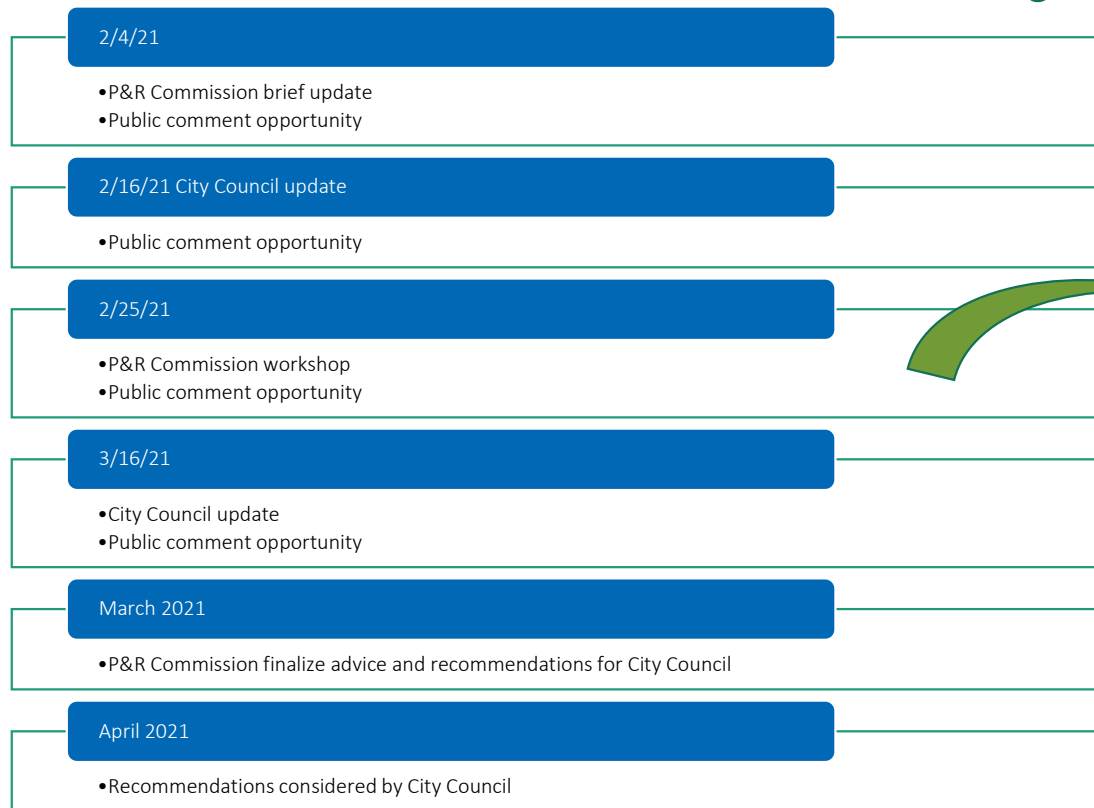 2/4/21
•P&R Commission brief update
•Public comment opportunity
2/16/21 City Council update
•Public comment opportunity
2/25/21
•P&R Commission workshop
•Public comment opportunity
3/16/21
•City Council update
•Public comment opportunity
March 2021
•P&R Commission finalize advice and recommendations for City Council
April 2021
•Recommendations considered by City Council